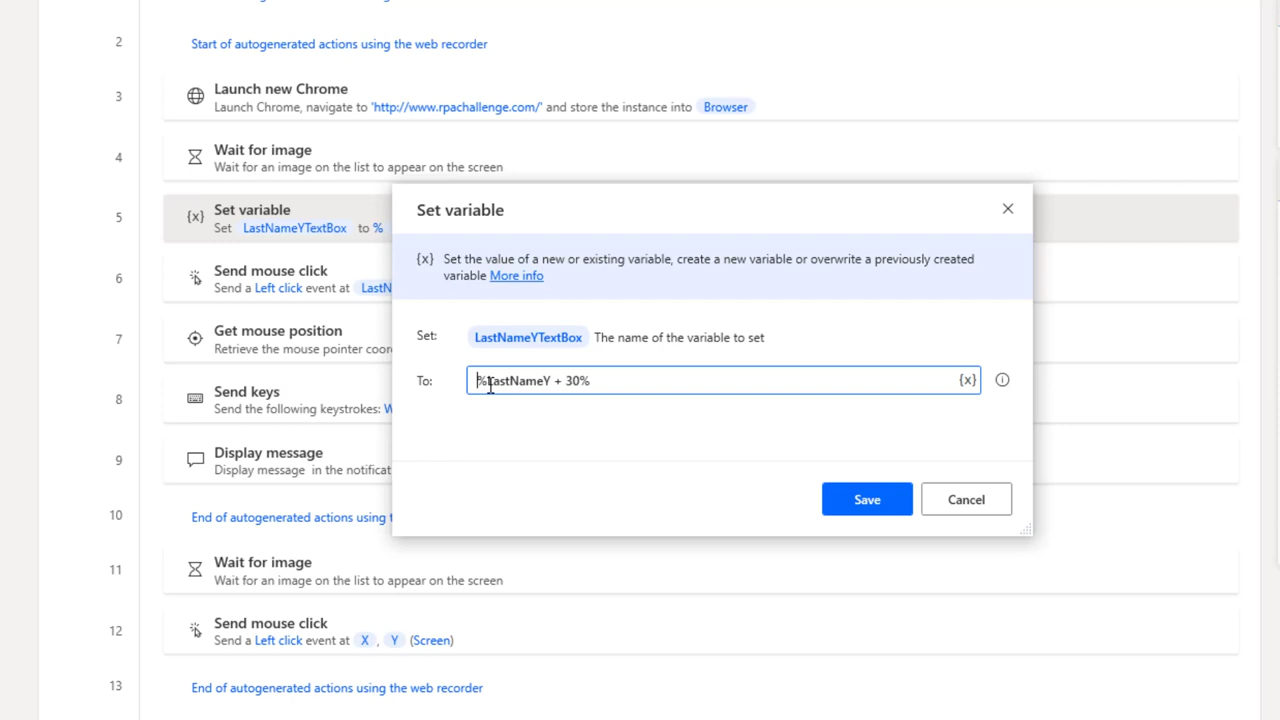 2
Start of autogenerated actions using the web recorder
3
Launch new Chrome
Launch Chrome, navigate to 'http://www.rpachallenge.com/' and store the instance into Browser
4
Wait for image
Wait for an image on the list to appear on the screen
5
{x} Set variable
Set LastNameYTextBox to %
6
Send mouse click
Send a Left click event at LastN
7
Get mouse position
Retrieve the mouse pointer coor
8
Send keys
Send the following keystrokes: W
9
Display message
Display message in the notificat
10
End of autogenerated actions using t
11
Wait for image
Wait for an image on the list to appear on the screen
12
Send mouse click
Send a Left click event at X , Y (Screen)
13
End of autogenerated actions using the web recorder
Set variable
{x} Set the value of a new or existing variable, create a new variable or overwrite a previously created
variable More info
Set: LastNameYTextBox The name of the variable to set
To: %LastNameY + 30% {x}
Save Cancel